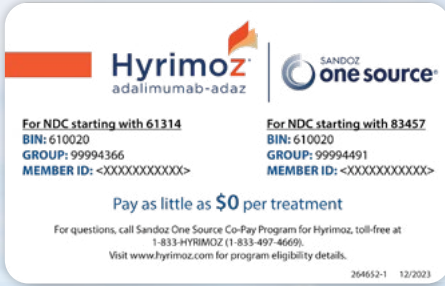 Hyrimoz®
adalimumab-adaz
SANDOZ
one source®
For NDC starting with 61314
BIN: 610020
GROUP: 99994366
MEMBER ID: <XXXXXXXXXXX>
For NDC starting with 83457
BIN: 610020
GROUP: 99994491
MEMBER ID: <XXXXXXXXXXX>
Pay as little as $0 per treatment
For questions, call Sandoz One Source Co-Pay Program for Hyrimoz, toll-free at
1-833-HYRIMOZ (1-833-497-4669).
Visit www.hyrimoz.com for program eligibility details.
264652-1 12/2023